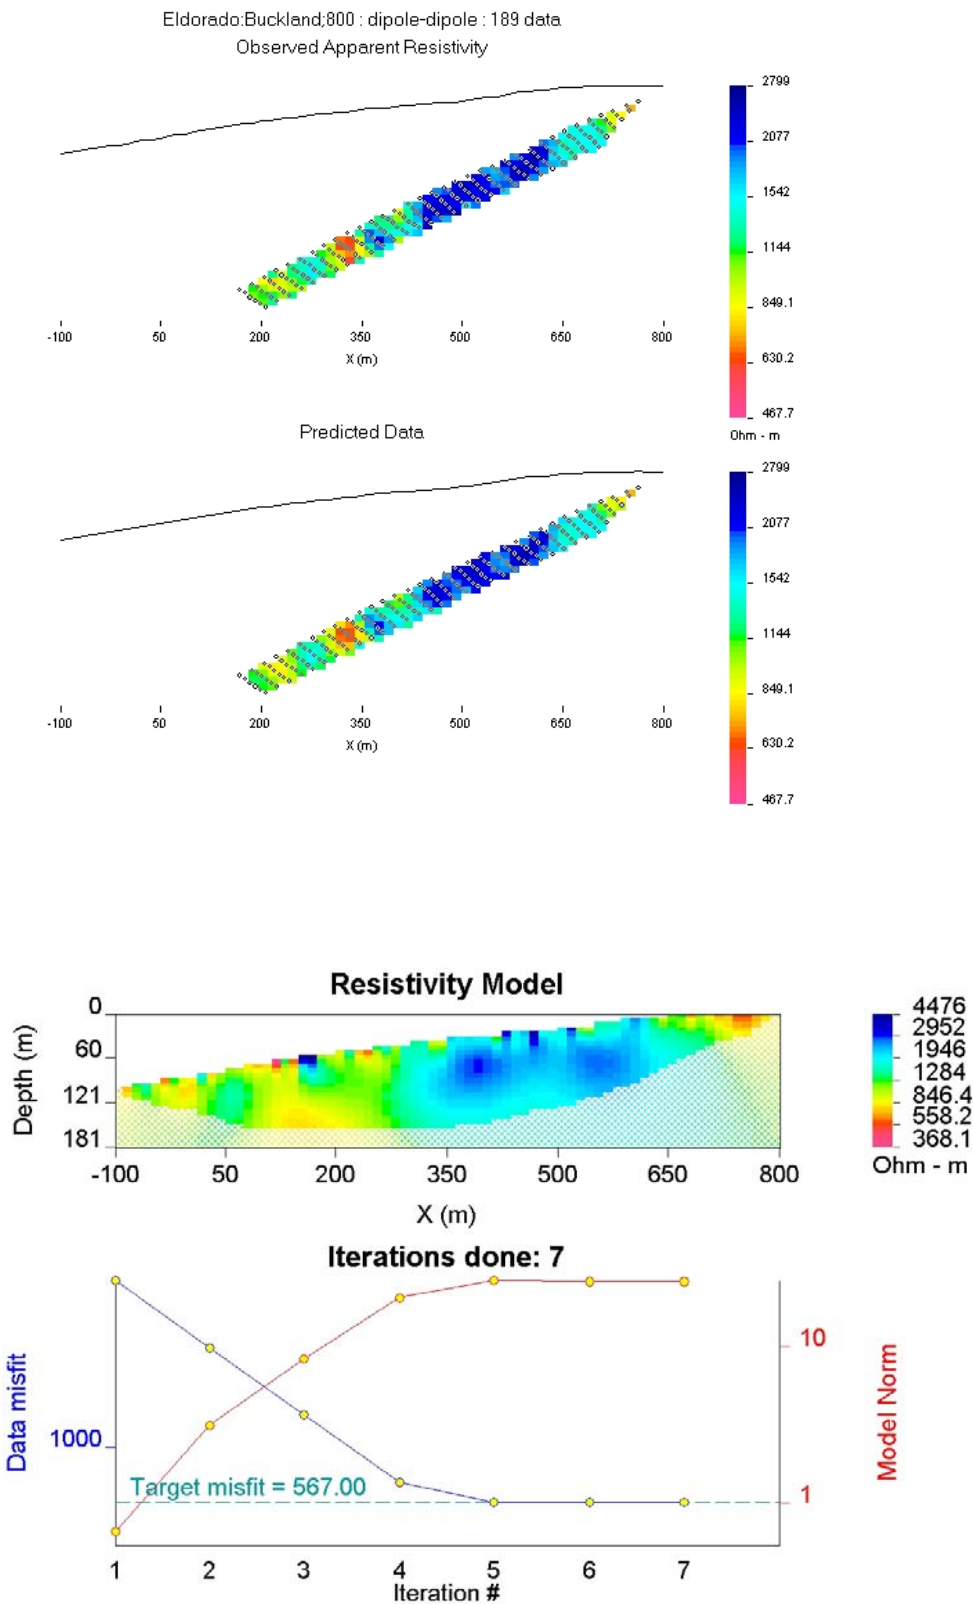 Eldorado:Buckland;800 : dipole-dipole : 189 data
Observed Apparent Resistivity
2799
2077
1542
1144
849.1
630.2
467.7
Ohm - m
-100 50 200 350 500 650 800
X (m)
Predicted Data
2799
2077
1542
1144
849.1
630.2
467.7
-100 50 200 350 500 650 800
X (m)
Resistivity Model
Depth (m)
0
60
121
181
-100 50 200 350 500 650 800
X (m)
4476
2952
1946
1284
846.4
558.2
368.1
Ohm - m
Iterations done: 7
Data misfit
1000
Target misfit = 567.00
10
1
Model Norm
1 2 3 4 5 6 7
Iteration #